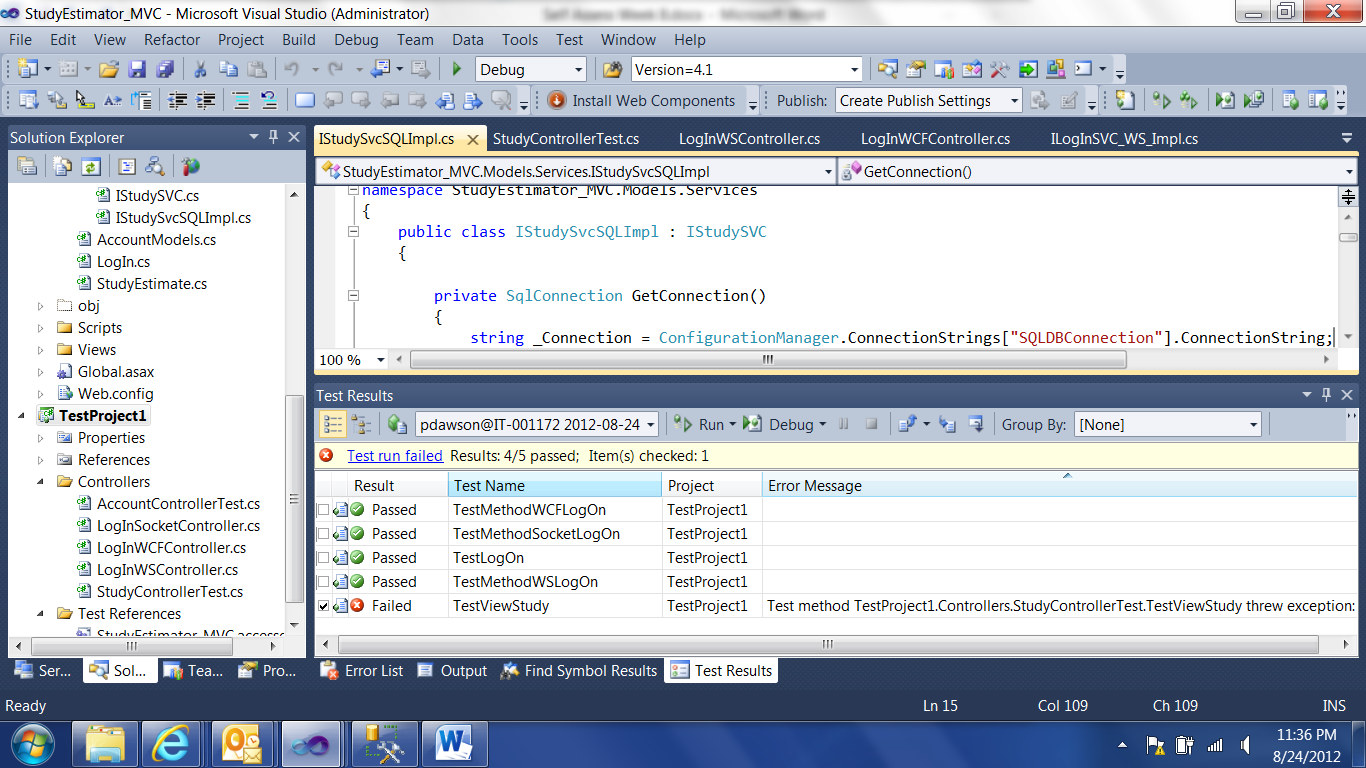 StudyEstimator_MVC - Microsoft Visual Studio (Administrator)
File Edit View Refactor Project Build Debug Team Data Tools Test Window Help
Debug Version=4.1
Install Web Components Publish: Create Publish Settings
Solution Explorer
IStudySVC.cs
IStudySvcSQLImpl.cs
AccountModels.cs
LogIn.cs
StudyEstimate.cs
obj
Scripts
Views
Global.asax
Web.config
TestProject1
Properties
References
Controllers
AccountControllerTest.cs
LogInSocketController.cs
LogInWCFController.cs
LogInWSController.cs
StudyControllerTest.cs
Test References
Ser... Sol... Tea... Pro...
IStudySvcSQLImpl.cs StudyControllerTest.cs LogInWSController.cs LogInWCFController.cs ILogInSVC_WS_Impl.cs
StudyEstimator_MVC.Models.Services.IStudySvcSQLImpl GetConnection()
namespace StudyEstimator_MVC.Models.Services
{
public class IStudySvcSQLImpl : IStudySVC
{
private SqlConnection GetConnection()
{
string _Connection = ConfigurationManager.ConnectionStrings["SQLDBConnection"].ConnectionString;
100 %
Test Results
pdawson@IT-001172 2012-08-24 Run Debug Group By: [None]
Test run failed Results: 4/5 passed; Item(s) checked: 1
Result Test Name Project Error Message
Passed TestMethodWCFLogOn TestProject1
Passed TestMethodSocketLogOn TestProject1
Passed TestLogOn TestProject1
Passed TestMethodWSLogOn TestProject1
Failed TestViewStudy TestProject1 Test method TestProject1.Controllers.StudyControllerTest.TestViewStudy threw exception:
Error List Output Find Symbol Results Test Results
Ready Ln 15 Col 109 Ch 109 INS
11:36 PM
8/24/2012